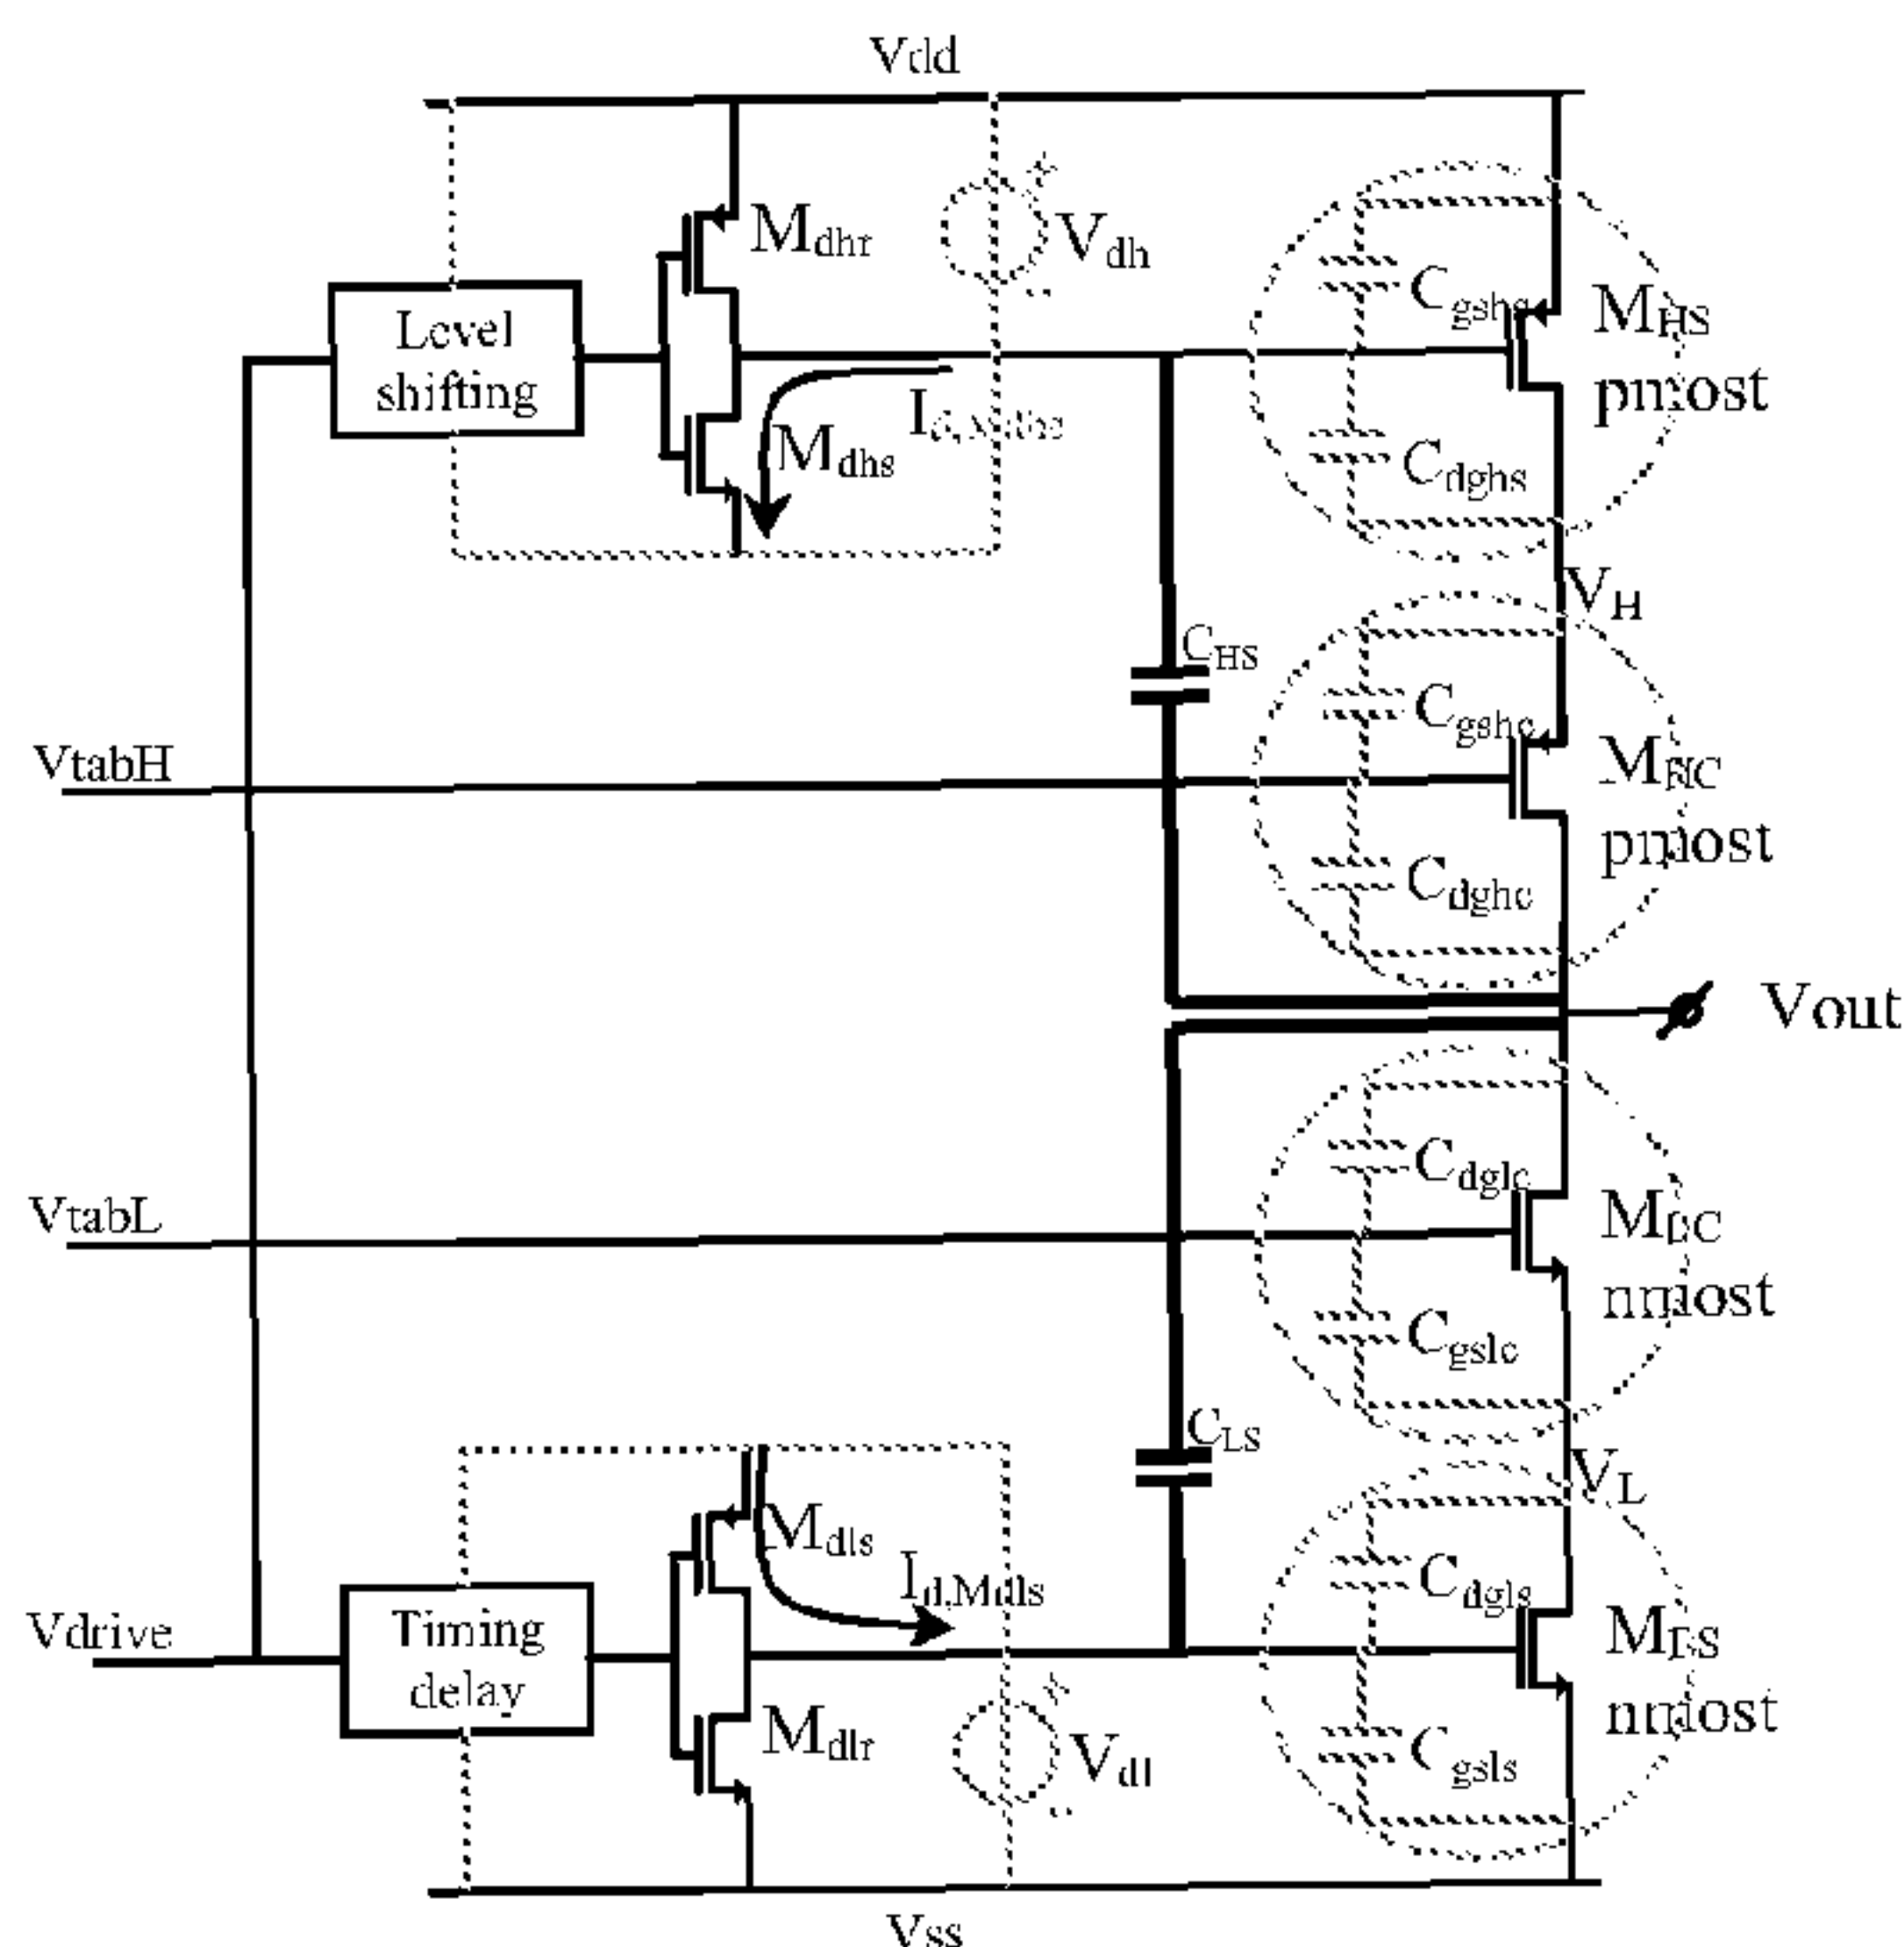 Vdd
Mdhr
Vdh
Level
shifting
Mdhs
Cgshs
MHS
pmost
Cdghs
VH
CHS
VtabH
Cgshc
MHC
pmost
Cdghc
Vout
Cdglc
VtabL
MLC
nmost
Cgslc
CLS
VL
Mdls
Id,Mdls
Cdgls
Vdrive
Timing
delay
MLS
nmost
Mdlr
Vdl
Cgsls
Vss